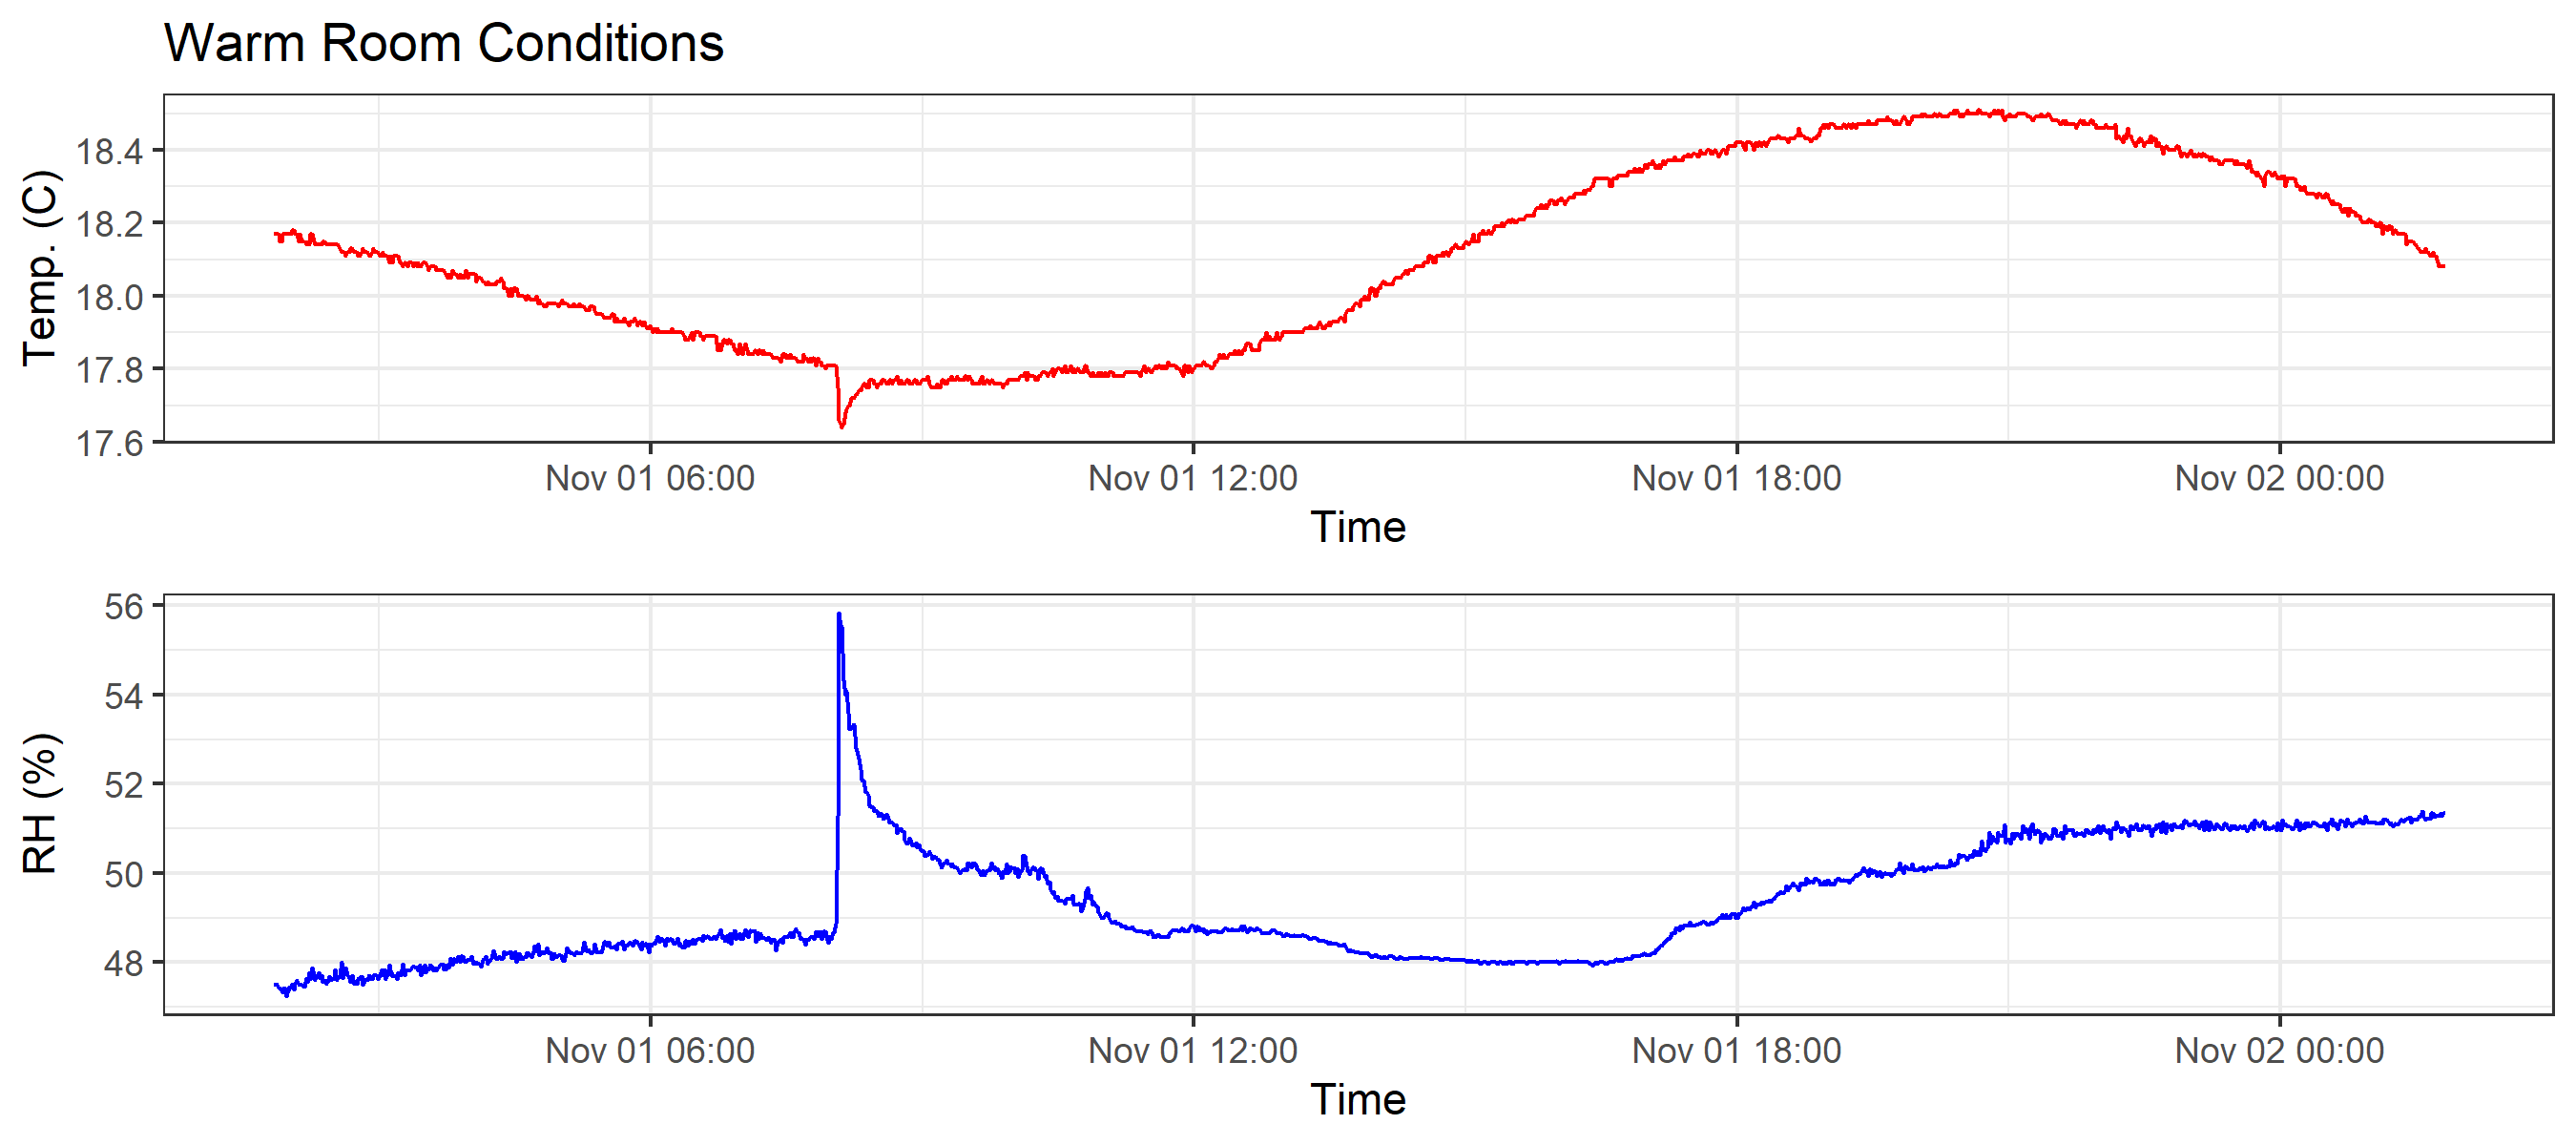 Warm Room Conditions
Temp. (C)
18.4
18.2
18.0
17.8
17.6
Nov 01 06:00 Nov 01 12:00 Nov 01 18:00 Nov 02 00:00
Time
RH (%)
56
54
52
50
48
Nov 01 06:00 Nov 01 12:00 Nov 01 18:00 Nov 02 00:00
Time